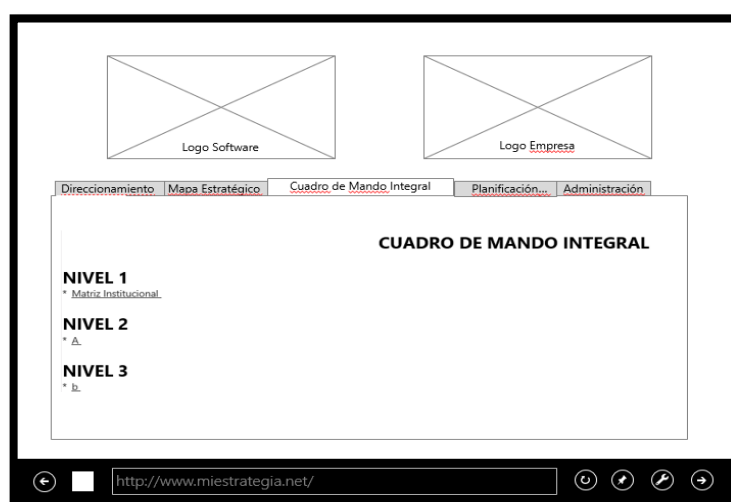 Logo Software
Logo Empresa
Direccionamiento
Mapa Estratégico
Cuadro de Mando Integral
Planificación...
Administración
CUADRO DE MANDO INTEGRAL
NIVEL 1
* Matriz Institucional
NIVEL 2
* A
NIVEL 3
* b
http://www.miestrategia.net/